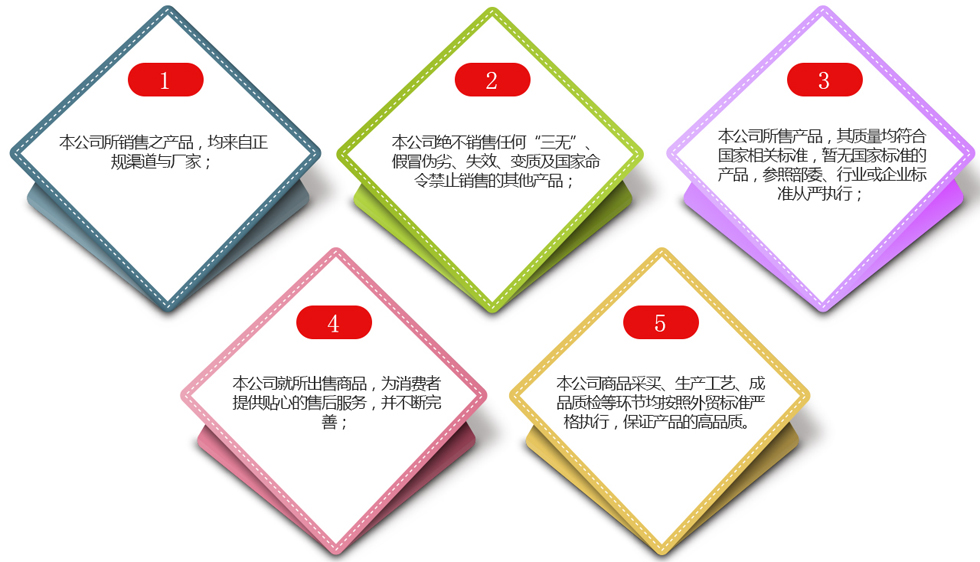 1
本公司所销售之产品，均来自正
规渠道与厂家；
2
本公司绝不销售任何“三无”、
假冒伪劣、失效、变质及国家命
令禁止销售的其他产品；
3
本公司所售产品，其质量均符合
国家相关标准，暂无国家标准的
产品，参照部委、行业或企业标
准从严执行；
4
本公司就所出售商品，为消费者
提供贴心的售后服务，并不断完
善；
5
本公司商品采买、生产工艺、成
品质检等环节均按照外贸标准严
格执行，保证产品的高品质。